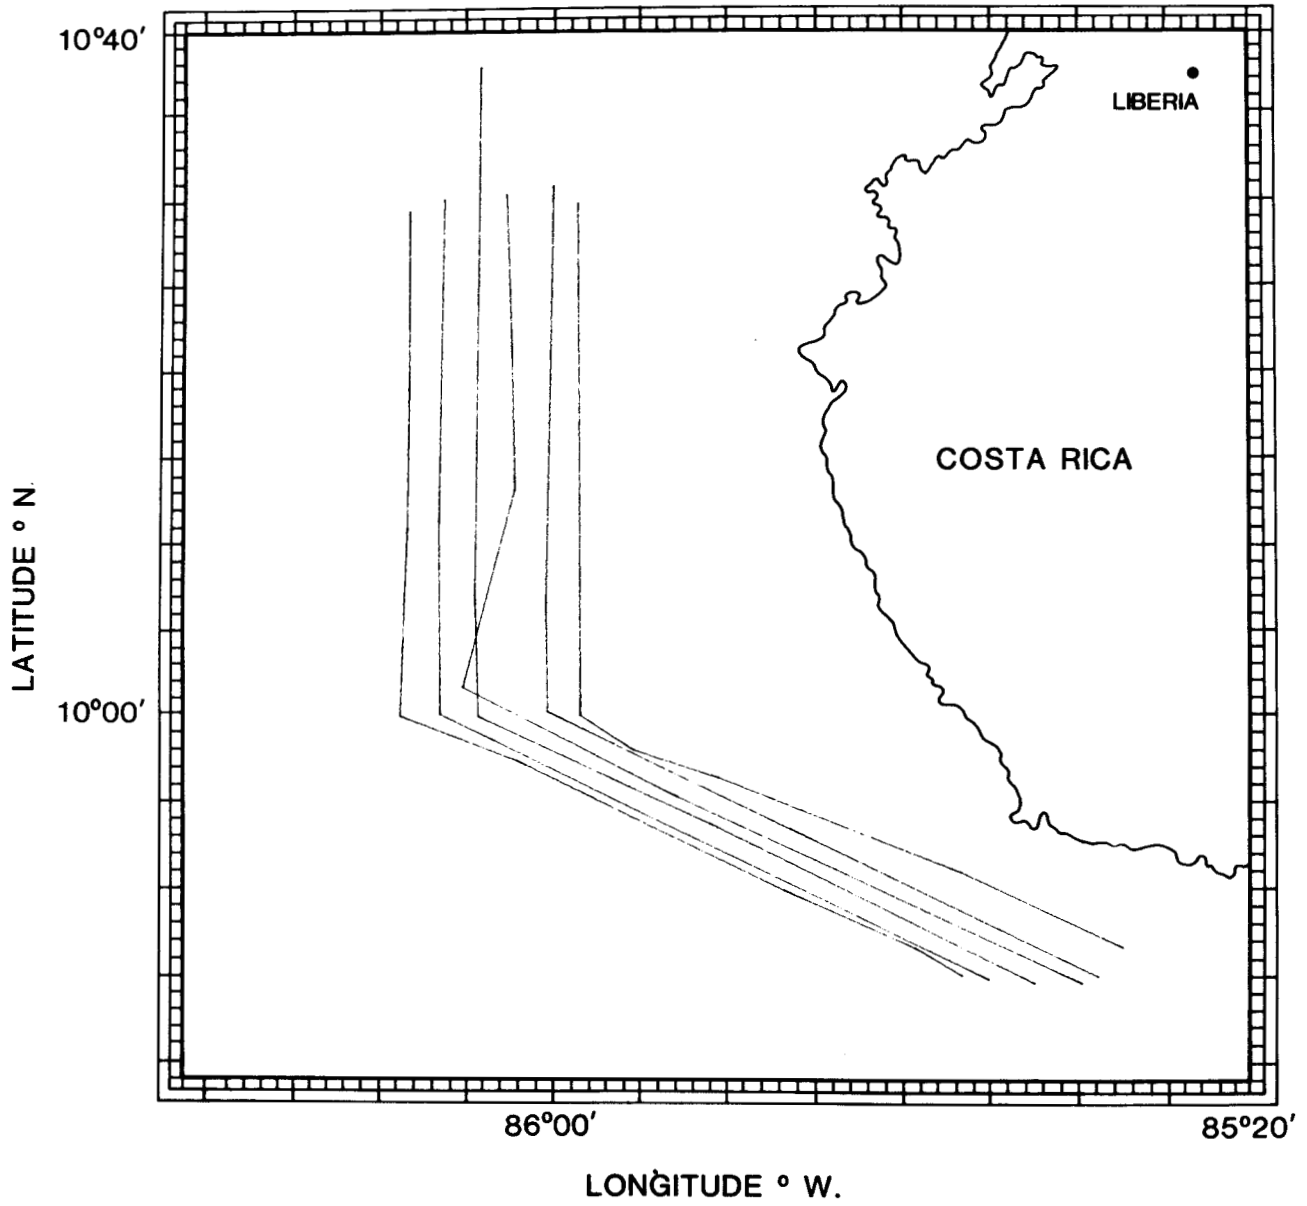 10°40'
LIBERIA
COSTA RICA
LATITUDE ° N.
10°00'
86°00'
85°20'
LONGITUDE ° W.